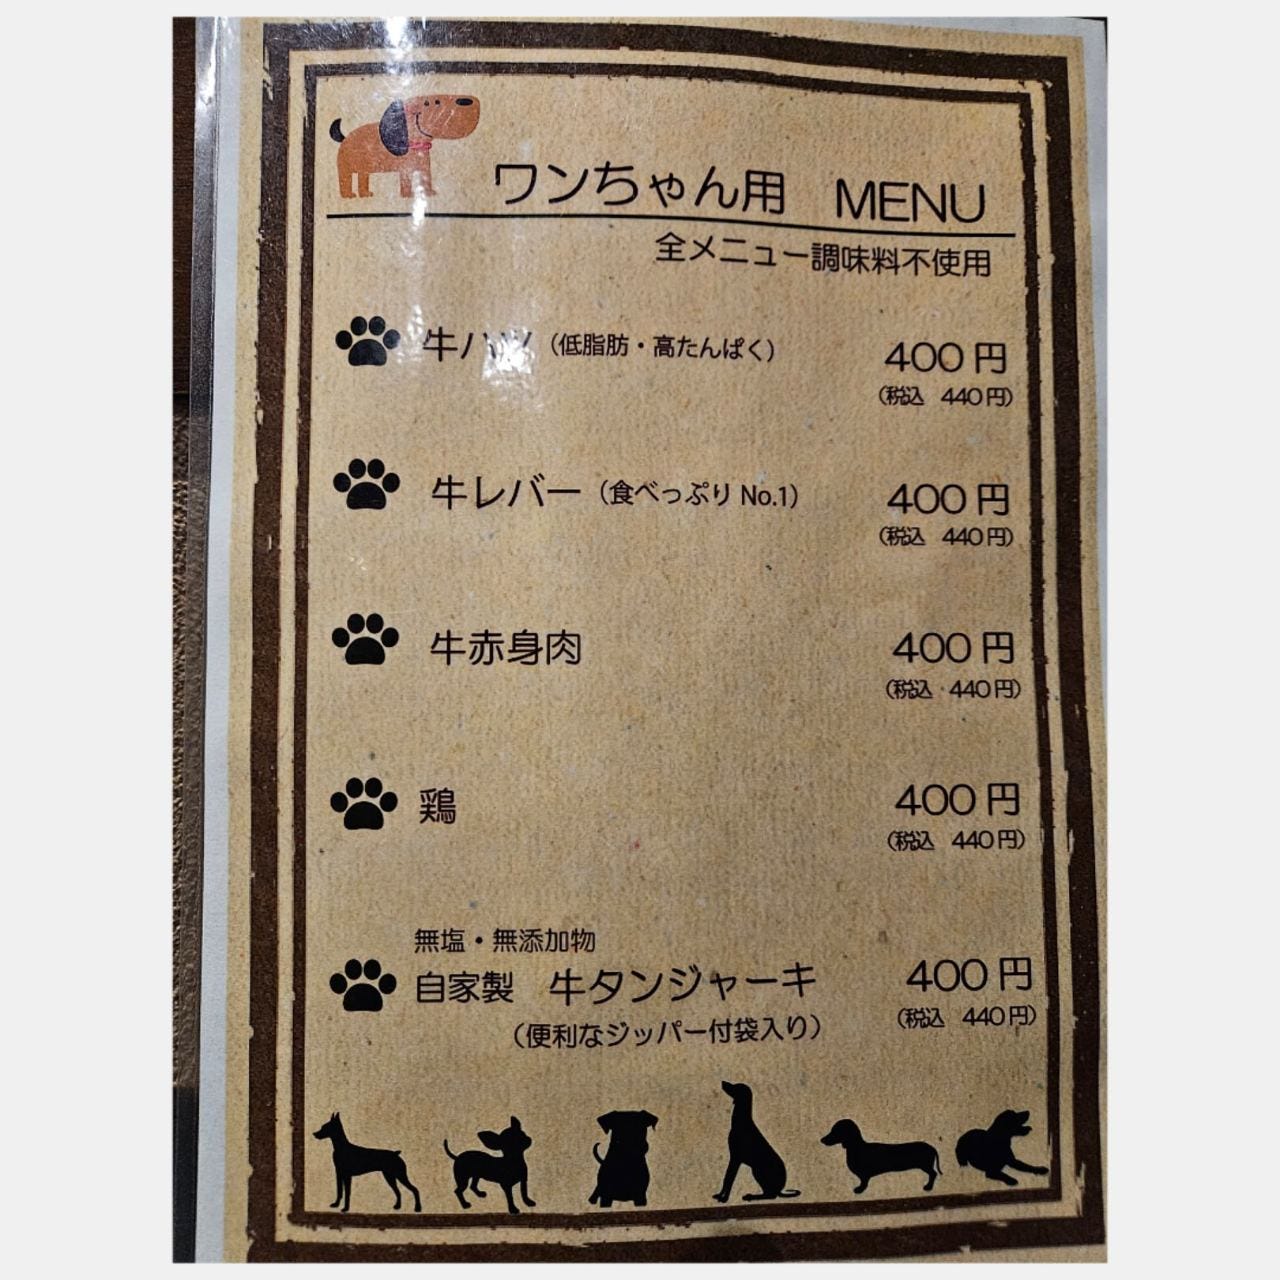 ワンちゃん用　MENU
全メニュー調味料不使用
牛ハツ（低脂肪・高たんぱく） 400円
（税込 440円）
牛レバー（食べっぷり No.1） 400円
（税込 440円）
牛赤身肉 400円
（税込 440円）
鶏 400円
（税込 440円）
無塩・無添加物
自家製　牛タンジャーキ 400円
（税込 440円）
（便利なジッパー付袋入り）